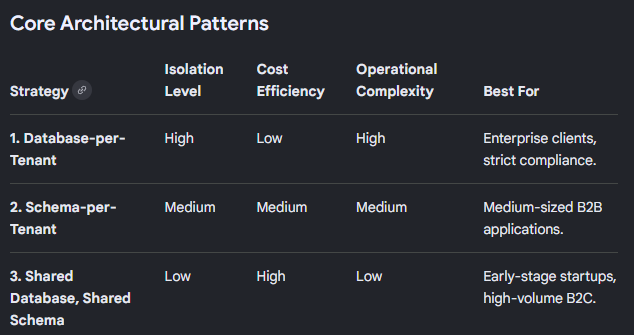 Core Architectural Patterns
Strategy
Isolation Level
Cost Efficiency
Operational Complexity
Best For
1. Database-per-Tenant
High
Low
High
Enterprise clients, strict compliance.
2. Schema-per-Tenant
Medium
Medium
Medium
Medium-sized B2B applications.
3. Shared Database, Shared Schema
Low
High
Low
Early-stage startups, high-volume B2C.